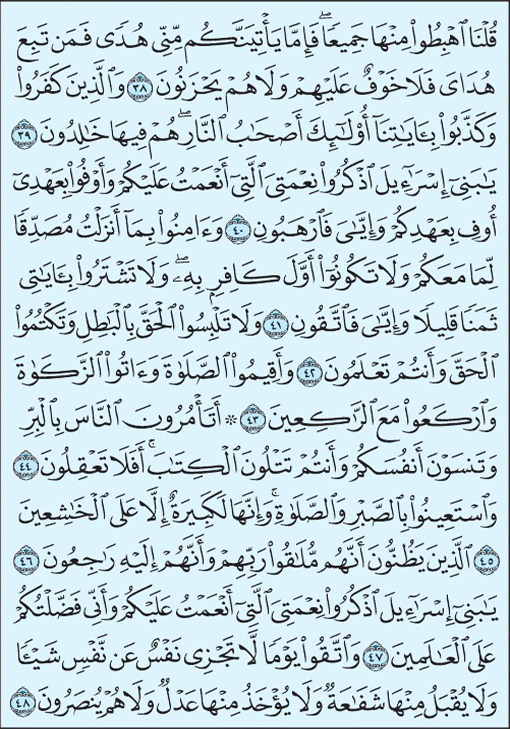 قُلْنَا ٱهْبِطُوا۟ مِنْهَا جَمِيعًاۖ فَإِمَّا يَأْتِيَنَّكُم مِّنِّى هُدًى فَمَن تَبِعَ
هُدَاىَ فَلَا خَوْفٌ عَلَيْهِمْ وَلَا هُمْ يَحْزَنُونَ ٣٨ وَٱلَّذِينَ كَفَرُوا۟
وَكَذَّبُوا۟ بِـَٔايَـٰتِنَآ أُو۟لَـٰٓئِكَ أَصْحَـٰبُ ٱلنَّارِۖ هُمْ فِيهَا خَـٰلِدُونَ ٣٩
يَـٰبَنِىٓ إِسْرَٰٓءِيلَ ٱذْكُرُوا۟ نِعْمَتِىَ ٱلَّتِىٓ أَنْعَمْتُ عَلَيْكُمْ وَأَوْفُوا۟ بِعَهْدِىٓ
أُوفِ بِعَهْدِكُمْ وَإِيَّـٰىَ فَٱرْهَبُونِ ٤٠ وَءَامِنُوا۟ بِمَآ أَنزَلْتُ مُصَدِّقًا
لِّمَا مَعَكُمْ وَلَا تَكُونُوٓا۟ أَوَّلَ كَافِرٍۭ بِهِۦۖ وَلَا تَشْتَرُوا۟ بِـَٔايَـٰتِى
ثَمَنًا قَلِيلًا وَإِيَّـٰىَ فَٱتَّقُونِ ٤١ وَلَا تَلْبِسُوا۟ ٱلْحَقَّ بِٱلْبَـٰطِلِ وَتَكْتُمُوا۟
ٱلْحَقَّ وَأَنتُمْ تَعْلَمُونَ ٤٢ وَأَقِيمُوا۟ ٱلصَّلَوٰةَ وَءَاتُوا۟ ٱلزَّكَوٰةَ
وَٱرْكَعُوا۟ مَعَ ٱلرَّٰكِعِينَ ٤٣ ۞ أَتَأْمُرُونَ ٱلنَّاسَ بِٱلْبِرِّ
وَتَنسَوْنَ أَنفُسَكُمْ وَأَنتُمْ تَتْلُونَ ٱلْكِتَـٰبَۚ أَفَلَا تَعْقِلُونَ ٤٤
وَٱسْتَعِينُوا۟ بِٱلصَّبْرِ وَٱلصَّلَوٰةِۚ وَإِنَّهَا لَكَبِيرَةٌ إِلَّا عَلَى ٱلْخَـٰشِعِينَ
٤٥ ٱلَّذِينَ يَظُنُّونَ أَنَّهُم مُّلَـٰقُوا۟ رَبِّهِمْ وَأَنَّهُمْ إِلَيْهِ رَٰجِعُونَ ٤٦
يَـٰبَنِىٓ إِسْرَٰٓءِيلَ ٱذْكُرُوا۟ نِعْمَتِىَ ٱلَّتِىٓ أَنْعَمْتُ عَلَيْكُمْ وَأَنِّى فَضَّلْتُكُمْ
عَلَى ٱلْعَـٰلَمِينَ ٤٧ وَٱتَّقُوا۟ يَوْمًا لَّا تَجْزِى نَفْسٌ عَن نَّفْسٍ شَيْـًٔا
وَلَا يُقْبَلُ مِنْهَا شَفَـٰعَةٌ وَلَا يُؤْخَذُ مِنْهَا عَدْلٌ وَلَا هُمْ يُنصَرُونَ ٤٨